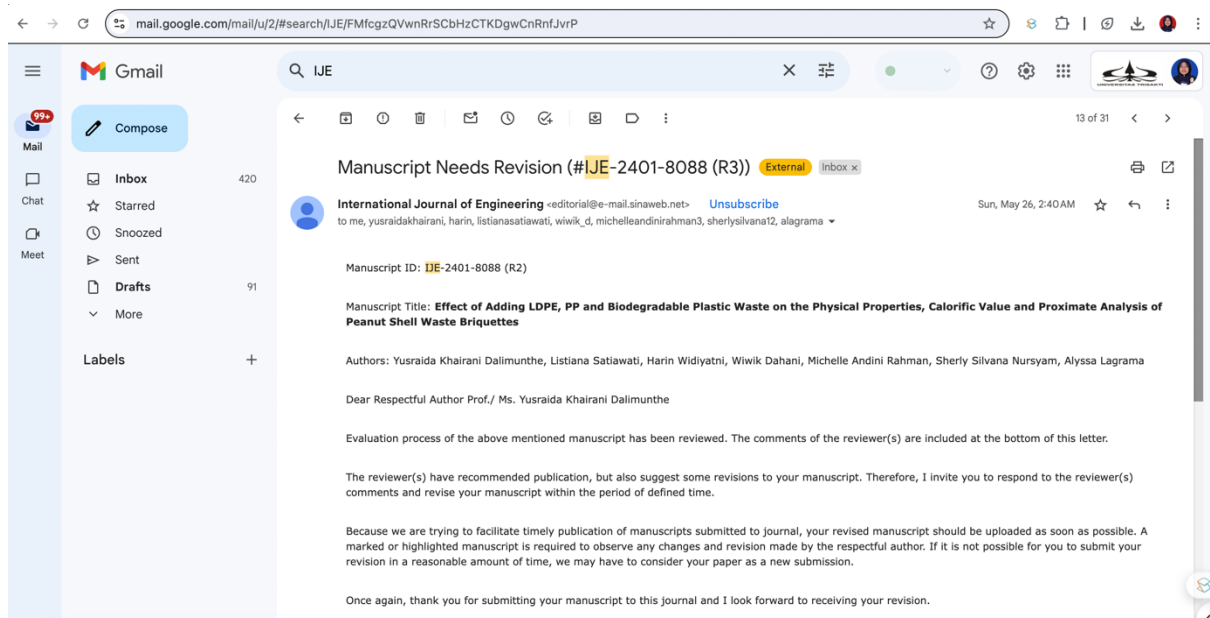 mail.google.com/mail/u/2/#search/IJE/FMfcgzQVwnRrSCbHzCTKDgwCnRnfJvrP
Gmail
IJE
UNIVERSITAS TRISAKTI
99+
Mail
Chat
Meet
Compose
Inbox 420
Starred
Snoozed
Sent
Drafts 91
More
Labels
13 of 31
Manuscript Needs Revision (#IJE-2401-8088 (R3)) External Inbox ×
International Journal of Engineering <editorial@e-mail.sinaweb.net> Unsubscribe Sun, May 26, 2:40 AM
to me, yusraidakhairani, harin, listianasatiawati, wiwik_d, michelleandinirahman3, sherlysilvana12, alagrama
Manuscript ID: IJE-2401-8088 (R2)
Manuscript Title: Effect of Adding LDPE, PP and Biodegradable Plastic Waste on the Physical Properties, Calorific Value and Proximate Analysis of
Peanut Shell Waste Briquettes
Authors: Yusraida Khairani Dalimunthe, Listiana Satiawati, Harin Widiyatni, Wiwik Dahani, Michelle Andini Rahman, Sherly Silvana Nursyam, Alyssa Lagrama
Dear Respectful Author Prof./ Ms. Yusraida Khairani Dalimunthe
Evaluation process of the above mentioned manuscript has been reviewed. The comments of the reviewer(s) are included at the bottom of this letter.
The reviewer(s) have recommended publication, but also suggest some revisions to your manuscript. Therefore, I invite you to respond to the reviewer(s)
comments and revise your manuscript within the period of defined time.
Because we are trying to facilitate timely publication of manuscripts submitted to journal, your revised manuscript should be uploaded as soon as possible. A
marked or highlighted manuscript is required to observe any changes and revision made by the respectful author. If it is not possible for you to submit your
revision in a reasonable amount of time, we may have to consider your paper as a new submission.
Once again, thank you for submitting your manuscript to this journal and I look forward to receiving your revision.